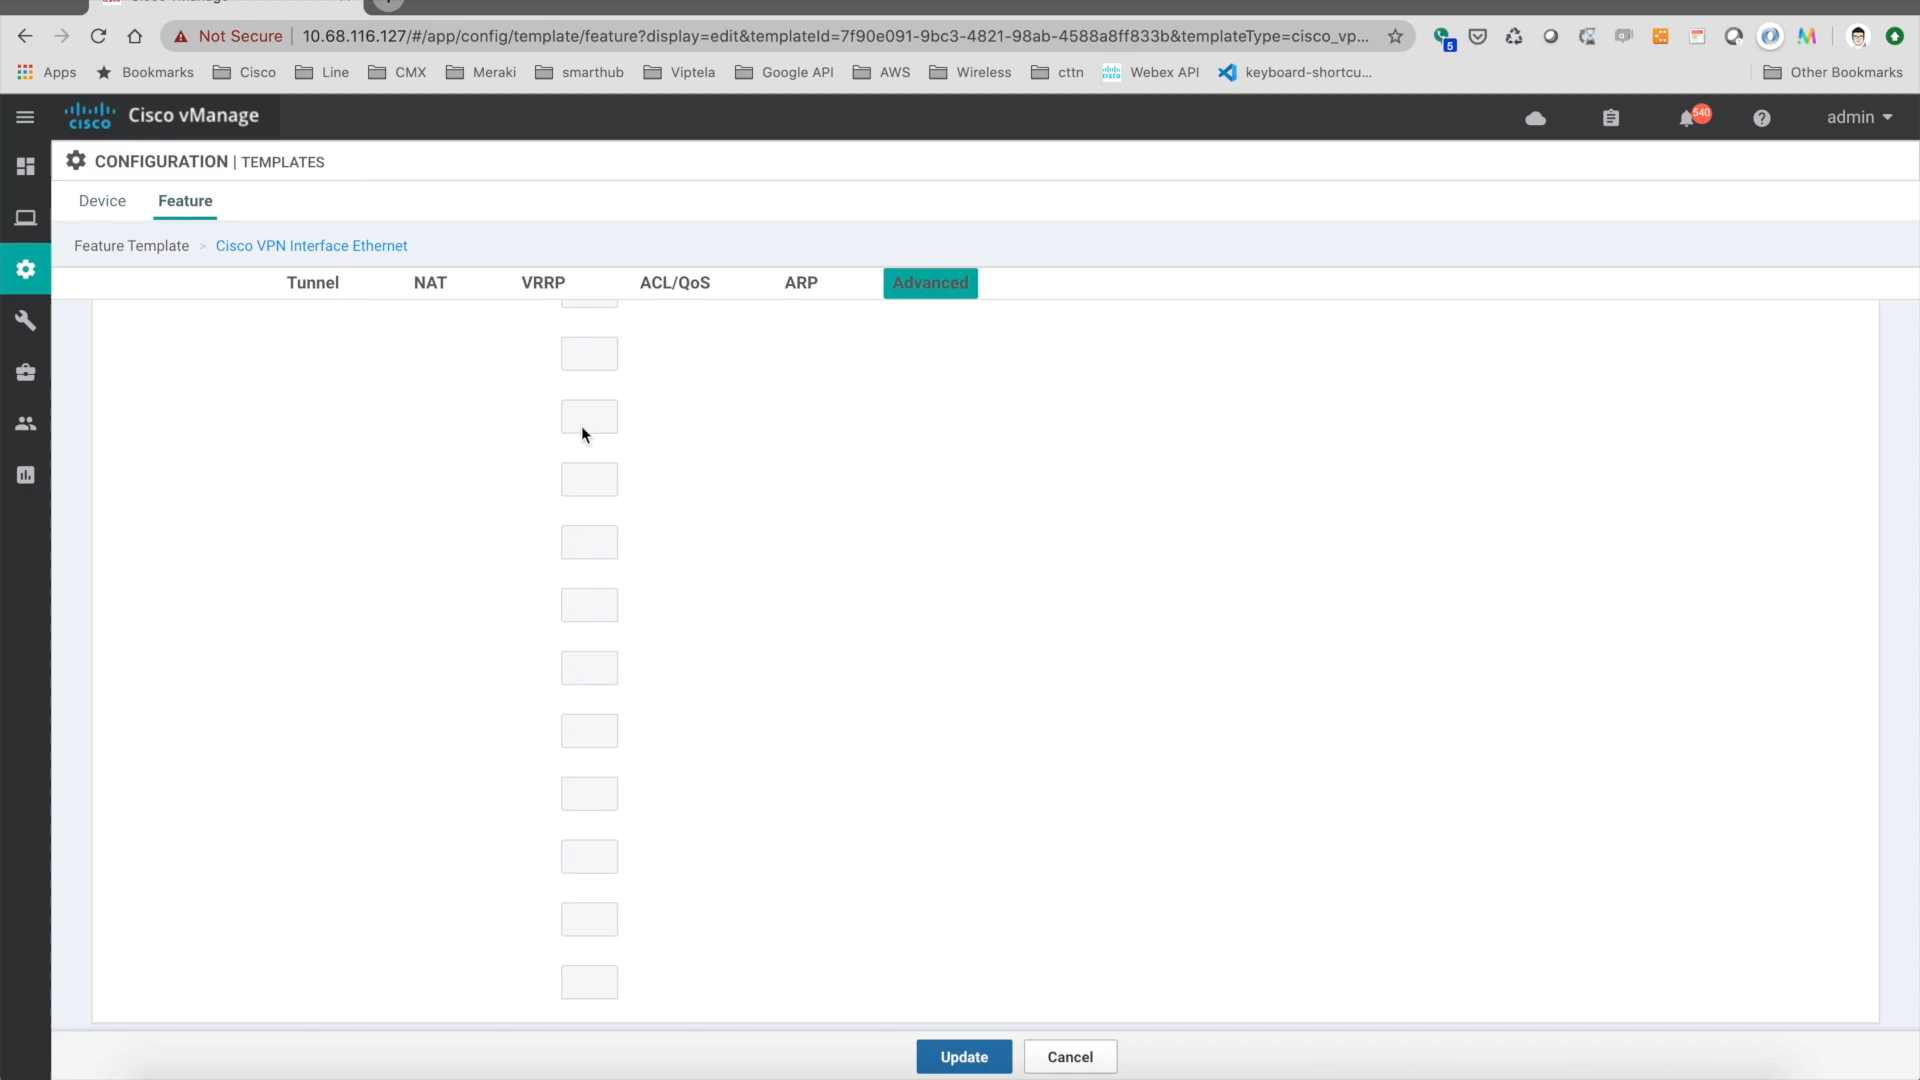 Not Secure
10.68.116.127/#/app/config/template/feature?display=edit&templateId=7f90e091-9bc3-4821-98ab-4588a8ff833b&templateType=cisco_vp...
5
Apps Bookmarks Cisco Line CMX Meraki smarthub Viptela Google API AWS Wireless cttn Webex API keyboard-shortcu... Other Bookmarks
CISCO Cisco vManage 540 admin
CONFIGURATION | TEMPLATES
Device Feature
Feature Template > Cisco VPN Interface Ethernet
Tunnel NAT VRRP ACL/QoS ARP Advanced
Update Cancel